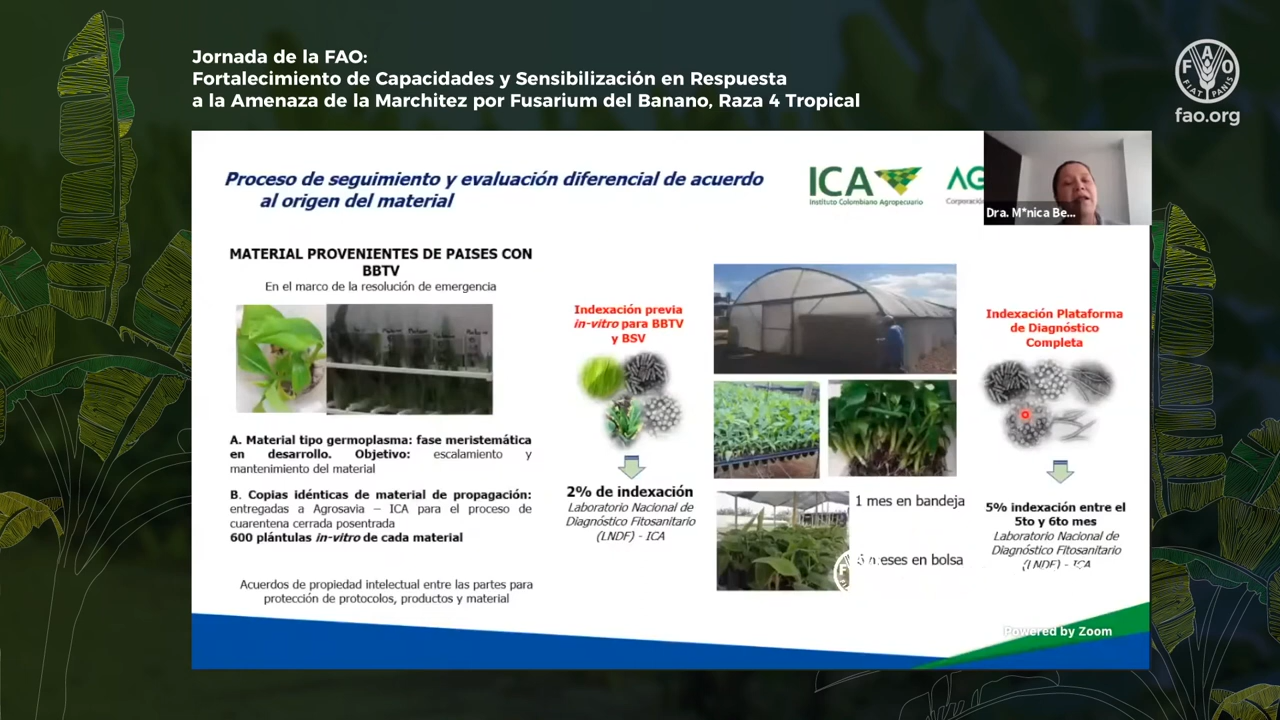 Jornada de la FAO:
Fortalecimiento de Capacidades y Sensibilización en Respuesta
a la Amenaza de la Marchitez por Fusarium del Banano, Raza 4 Tropical
F A O
FIAT PANIS
fao.org
Proceso de seguimiento y evaluación diferencial de acuerdo
al origen del material
ICA
Instituto Colombiano Agropecuario
AG
Corporació
Dra. M*nica Be...
MATERIAL PROVENIENTES DE PAISES CON
BBTV
En el marco de la resolución de emergencia
A. Material tipo germoplasma: fase meristemática
en desarrollo. Objetivo: escalamiento y
mantenimiento del material
B. Copias idénticas de material de propagación:
entregadas a Agrosavia – ICA para el proceso de
cuarentena cerrada posentrada
600 plántulas in-vitro de cada material
Acuerdos de propiedad intelectual entre las partes para
protección de protocolos, productos y material
Indexación previa
in-vitro para BBTV
y BSV
2% de indexación
Laboratorio Nacional de
Diagnóstico Fitosanitario
(LNDF) - ICA
1 mes en bandeja
meses en bolsa
Indexación Plataforma
de Diagnóstico
Completa
5% indexación entre el
5to y 6to mes
Laboratorio Nacional de
Diagnóstico Fitosanitario
(LNDF) - ICA
Powered by Zoom